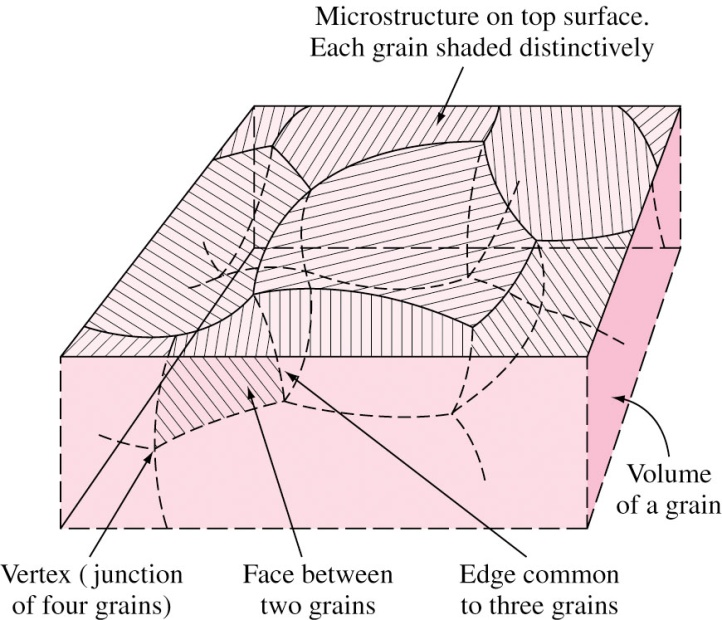 Microstructure on top surface.
Each grain shaded distinctively
Volume
of a grain
Vertex (junction
of four grains)
Face between
two grains
Edge common
to three grains